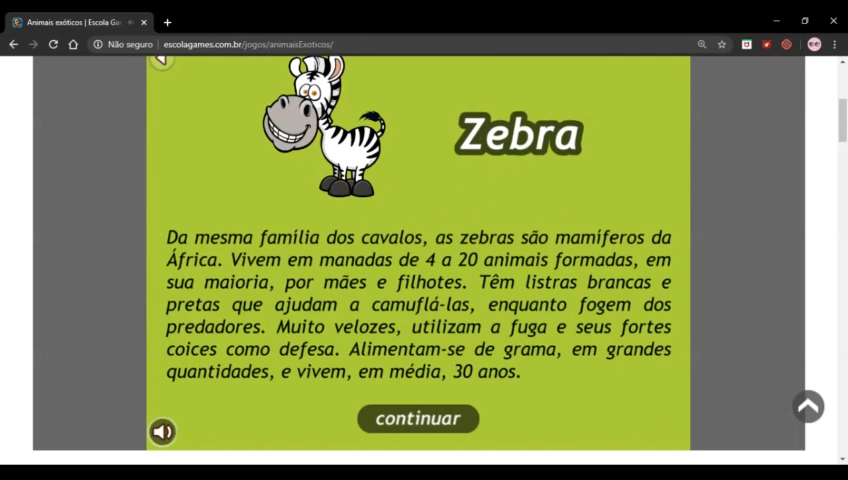 Animais exóticos | Escola Ga
Não seguro | escolagames.com.br/jogos/animaisExoticos/
Zebra
Da mesma família dos cavalos, as zebras são mamíferos da
África. Vivem em manadas de 4 a 20 animais formadas, em
sua maioria, por mães e filhotes. Têm listras brancas e
pretas que ajudam a camuflá-las, enquanto fogem dos
predadores. Muito velozes, utilizam a fuga e seus fortes
coices como defesa. Alimentam-se de grama, em grandes
quantidades, e vivem, em média, 30 anos.
continuar